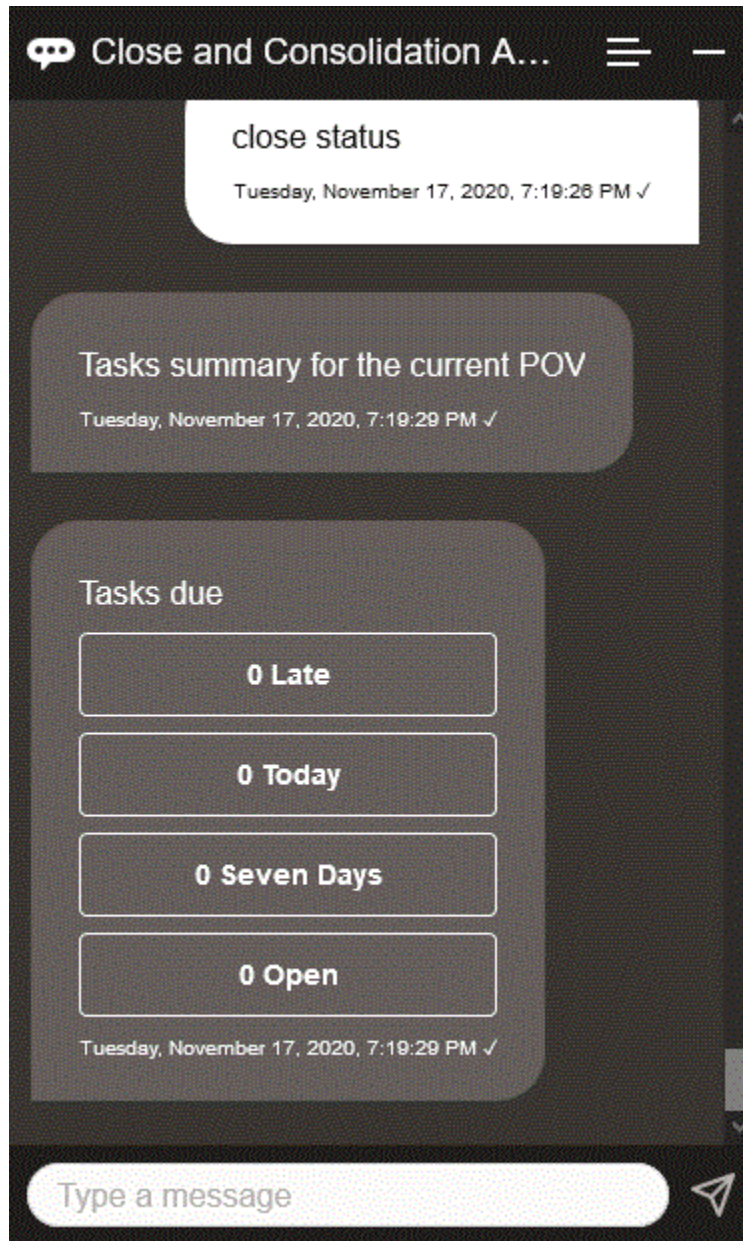 Close and Consolidation A...
close status
Tuesday, November 17, 2020, 7:19:26 PM ✓
Tasks summary for the current POV
Tuesday, November 17, 2020, 7:19:29 PM ✓
Tasks due
0 Late
0 Today
0 Seven Days
0 Open
Tuesday, November 17, 2020, 7:19:29 PM ✓
Type a message